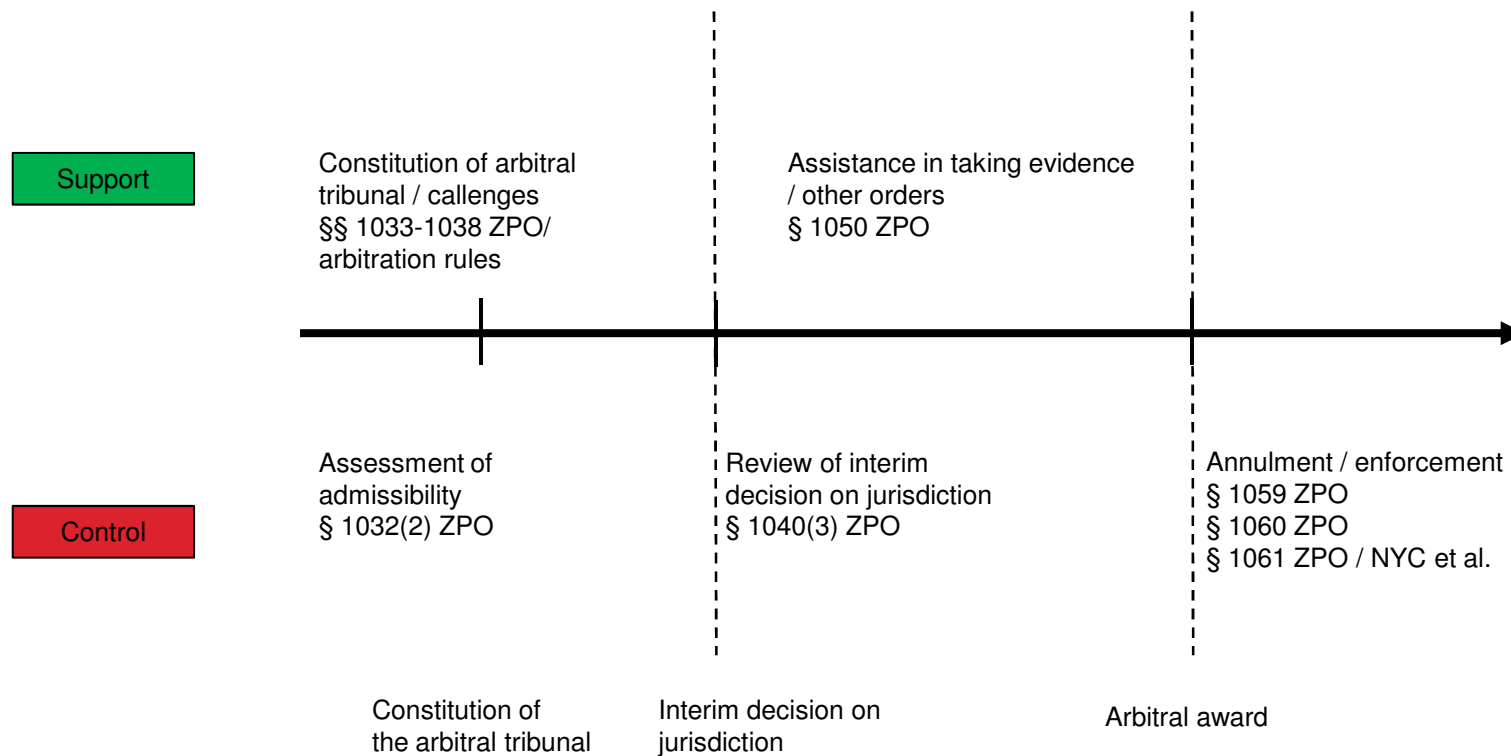 Support
Constitution of arbitral
tribunal / callenges
§§ 1033-1038 ZPO/
arbitration rules
Assistance in taking evidence
/ other orders
§ 1050 ZPO
Control
Assessment of
admissibility
§ 1032(2) ZPO
Review of interim
decision on jurisdiction
§ 1040(3) ZPO
Annulment / enforcement
§ 1059 ZPO
§ 1060 ZPO
§ 1061 ZPO / NYC et al.
Constitution of
the arbitral tribunal
Interim decision on
jurisdiction
Arbitral award